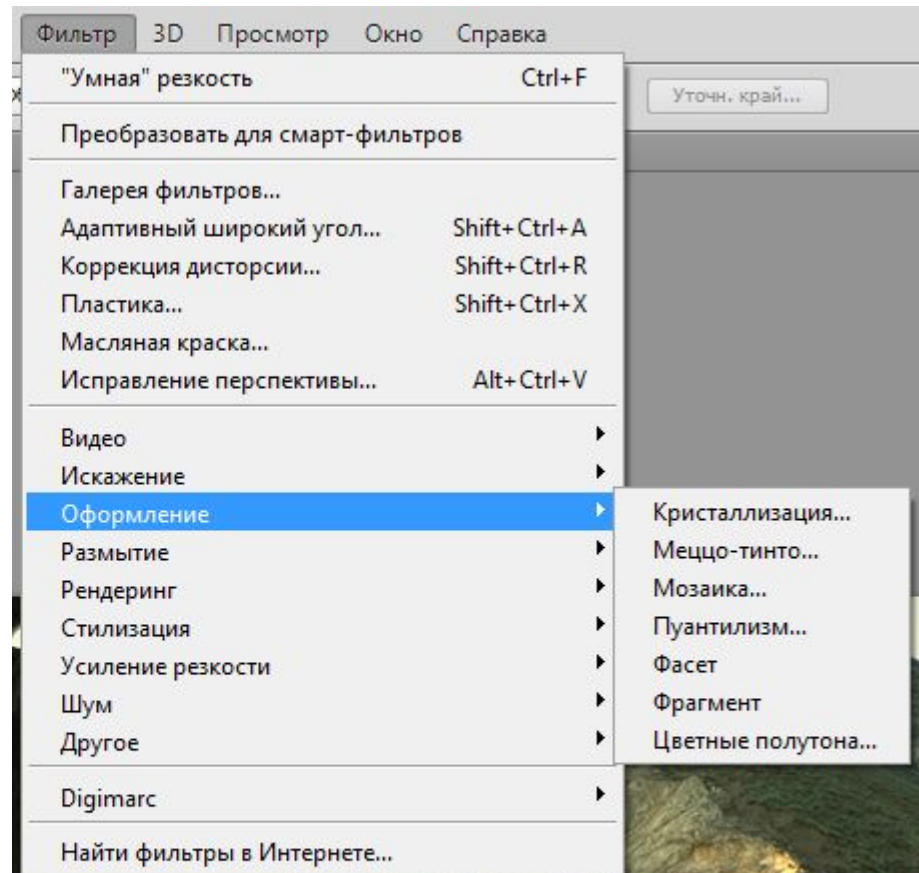 Фильтр 3D Просмотр Окно Справка
"Умная" резкость Ctrl+F
Уточн. край...
Преобразовать для смарт-фильтров
Галерея фильтров...
Адаптивный широкий угол... Shift+Ctrl+A
Коррекция дисторсии... Shift+Ctrl+R
Пластика... Shift+Ctrl+X
Масляная краска...
Исправление перспективы... Alt+Ctrl+V
Видео
Искажение
Оформление
Размытие
Рендеринг
Стилизация
Усиление резкости
Шум
Другое
Кристаллизация...
Меццо-тинто...
Мозаика...
Пуантилизм...
Фасет
Фрагмент
Цветные полутона...
Digimarc
Найти фильтры в Интернете...